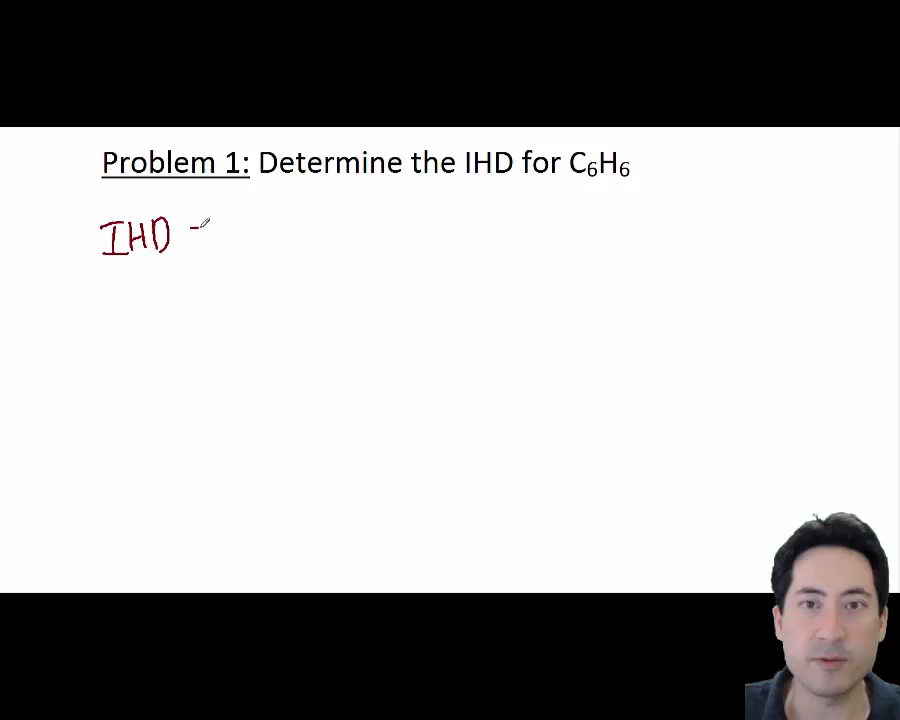 Problem 1: Determine the IHD for C₆H₆
IHD -